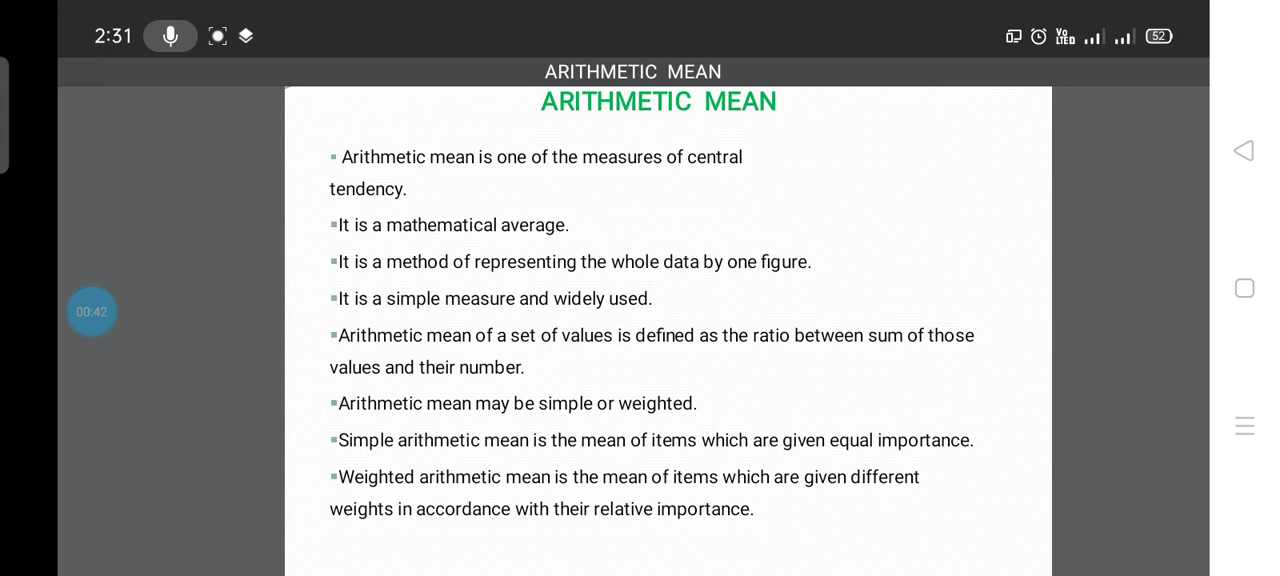 2:31
Vo LTED
52
ARITHMETIC MEAN
ARITHMETIC MEAN
▪ Arithmetic mean is one of the measures of central
tendency.
▪It is a mathematical average.
▪It is a method of representing the whole data by one figure.
▪It is a simple measure and widely used.
00:42
▪Arithmetic mean of a set of values is defined as the ratio between sum of those
values and their number.
▪Arithmetic mean may be simple or weighted.
▪Simple arithmetic mean is the mean of items which are given equal importance.
▪Weighted arithmetic mean is the mean of items which are given different
weights in accordance with their relative importance.